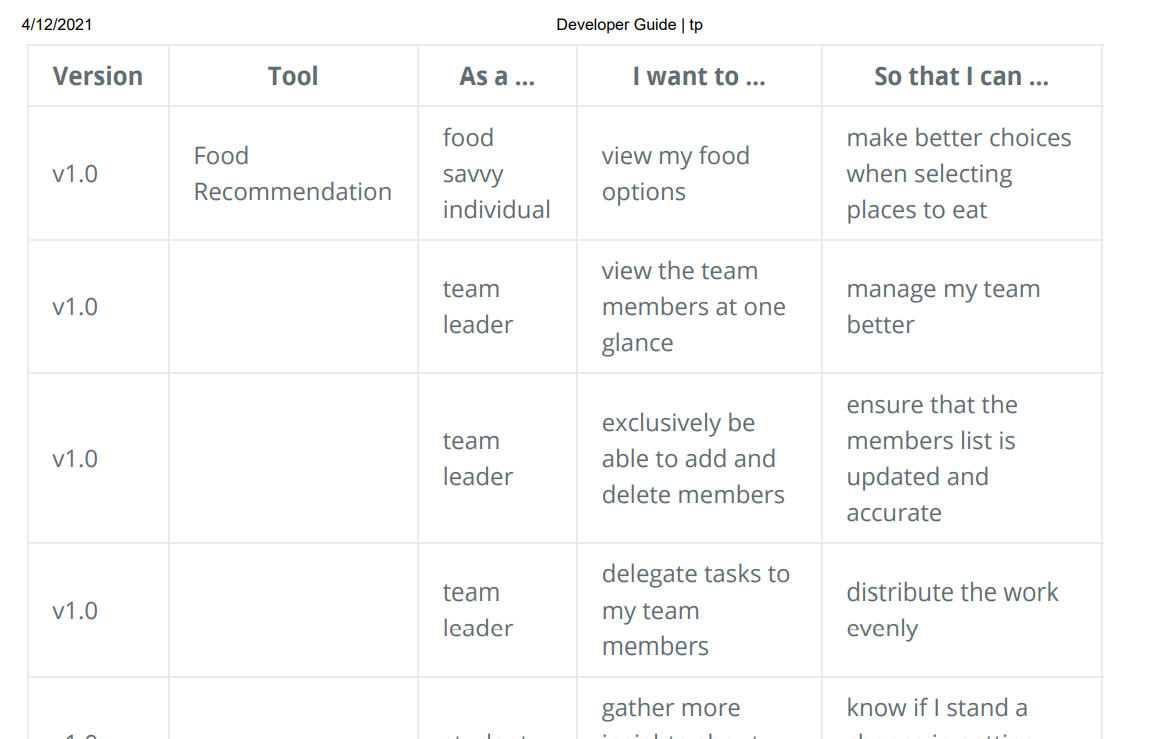 4/12/2021 Developer Guide | tp
Version Tool As a ... I want to ... So that I can ...
v1.0
Food
Recommendation
food
savvy
individual
view my food
options
make better choices
when selecting
places to eat
v1.0
team
leader
view the team
members at one
glance
manage my team
better
v1.0
team
leader
exclusively be
able to add and
delete members
ensure that the
members list is
updated and
accurate
v1.0
team
leader
delegate tasks to
my team
members
distribute the work
evenly
gather more
know if I stand a